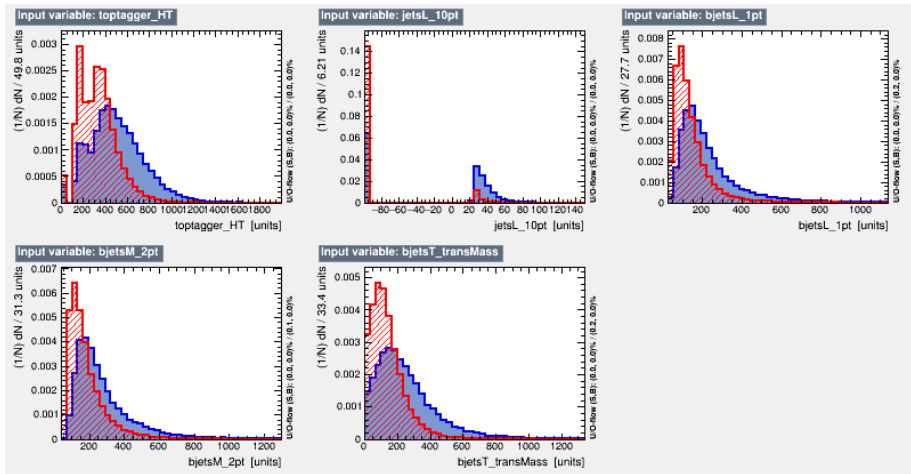 Input variable: toptagger_HT
(1/N) dN / 49.8 units
0.003
0.0025
0.002
0.0015
0.001
0.0005
0
0 200 400 600 800 1000 1200 1400 1600 1800
toptagger_HT [units]
U/O-flow (S,B): (0.0, 0.0)% / (0.0, 0.0)%
Input variable: jetsL_10pt
(1/N) dN / 6.21 units
0.14
0.12
0.1
0.08
0.06
0.04
0.02
0
-80 -60 -40 -20 0 20 40 60 80 100 120 140
jetsL_10pt [units]
U/O-flow (S,B): (0.0, 0.0)% / (0.0, 0.0)%
Input variable: bjetsL_1pt
(1/N) dN / 27.7 units
0.008
0.007
0.006
0.005
0.004
0.003
0.002
0.001
0
200 400 600 800 1000
bjetsL_1pt [units]
U/O-flow (S,B): (0.0, 0.0)% / (0.2, 0.0)%
Input variable: bjetsM_2pt
(1/N) dN / 31.3 units
0.007
0.006
0.005
0.004
0.003
0.002
0.001
0
200 400 600 800 1000 1200
bjetsM_2pt [units]
U/O-flow (S,B): (0.0, 0.0)% / (0.1, 0.0)%
Input variable: bjetsT_transMass
(1/N) dN / 33.4 units
0.005
0.004
0.003
0.002
0.001
0
0 200 400 600 800 1000 1200
bjetsT_transMass [units]
U/O-flow (S,B): (0.0, 0.0)% / (0.2, 0.0)%